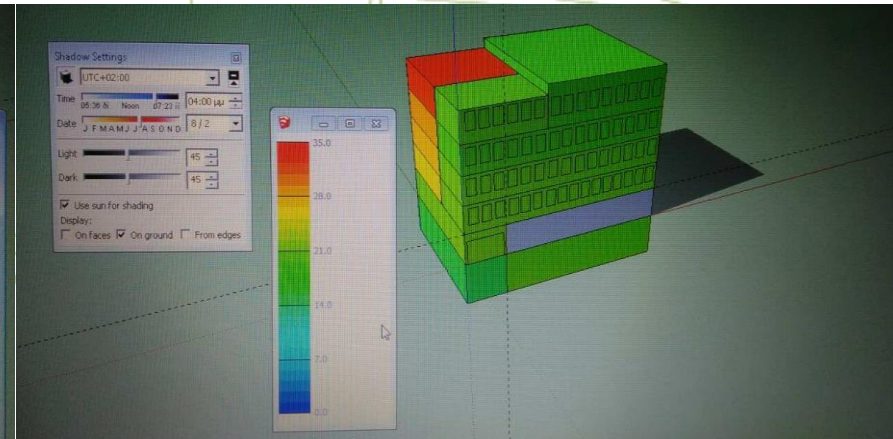 Shadow Settings
UTC+02:00
Time
04:00 μμ
Noon
Date
J F M A M J J A S O N D
8/2
Light
45
Dark
45
Use sun for shading
Display:
On faces
On ground
From edges
35.0
28.0
21.0
14.0
7.0
0.0